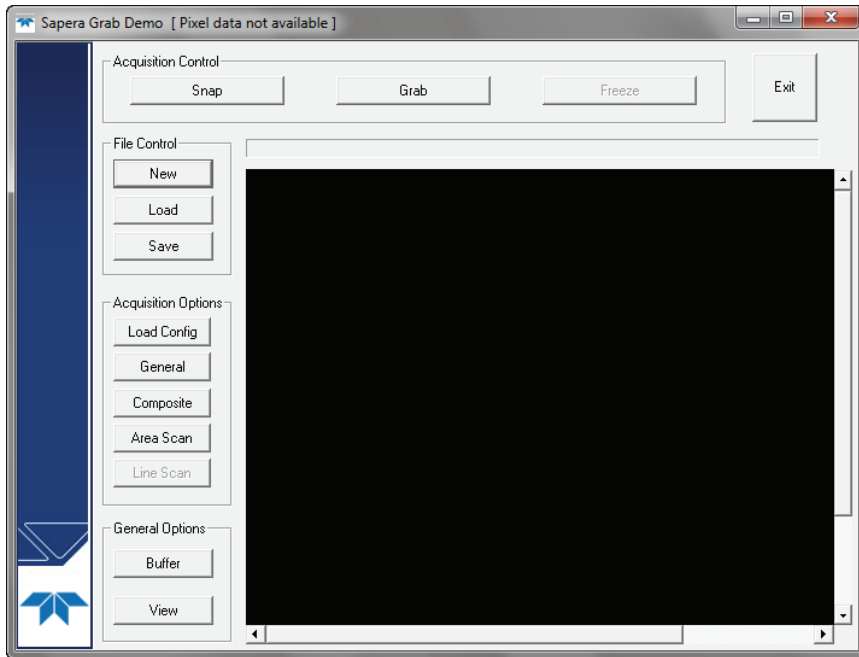 Sapera Grab Demo [ Pixel data not available ]
Acquisition Control
Snap
Grab
Freeze
Exit
File Control
New
Load
Save
Acquisition Options
Load Config
General
Composite
Area Scan
Line Scan
General Options
Buffer
View